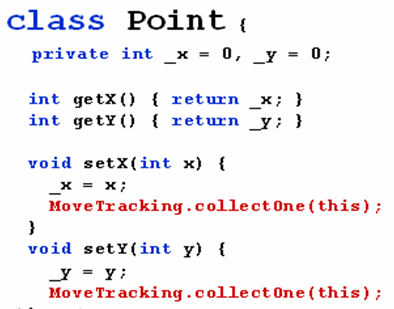 class Point {
private int _x = 0, _y = 0;
int getX() { return _x; }
int getY() { return _y; }
void setX(int x) {
_x = x;
MoveTracking.collectOne(this);
}
void setY(int y) {
_y = y;
MoveTracking.collectOne(this);